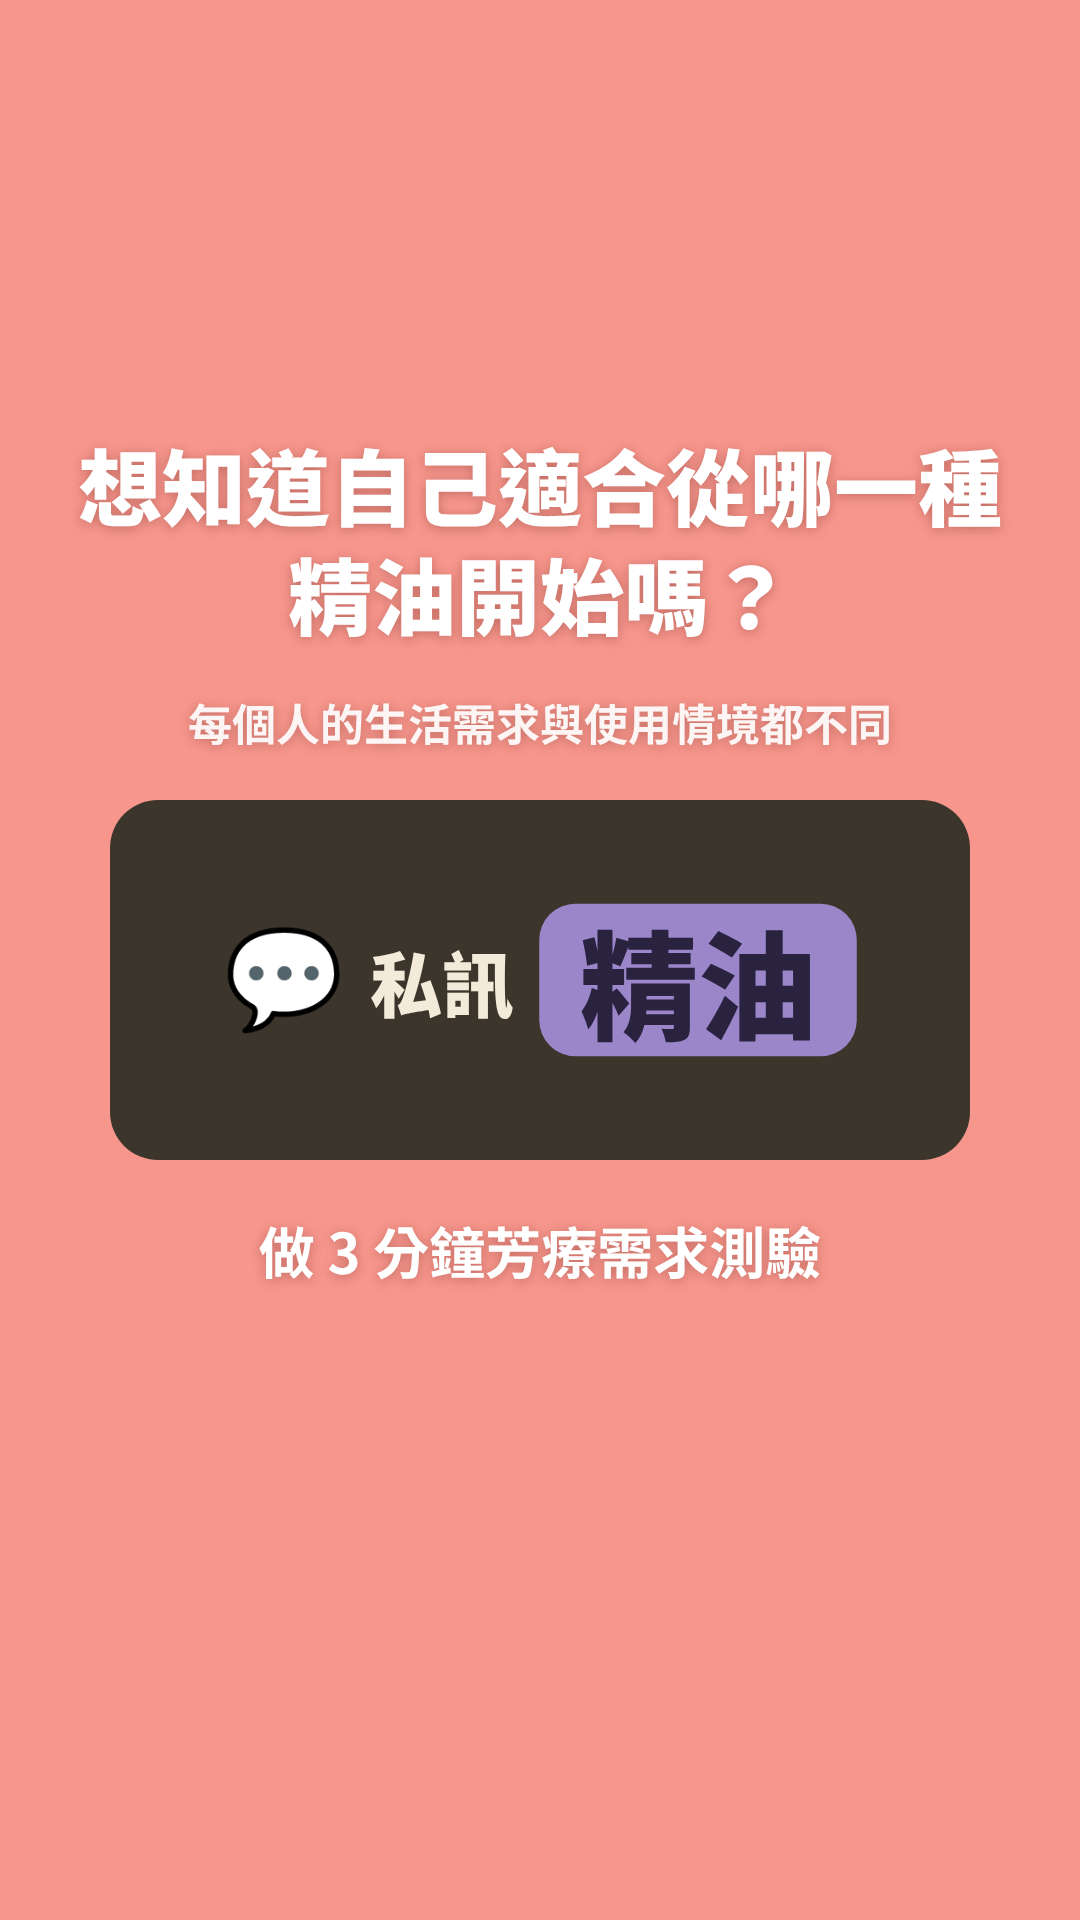 想知道自己適合從哪一種
精油開始嗎？
每個人的生活需求與使用情境都不同
💬 私訊 精油
做 3 分鐘芳療需求測驗